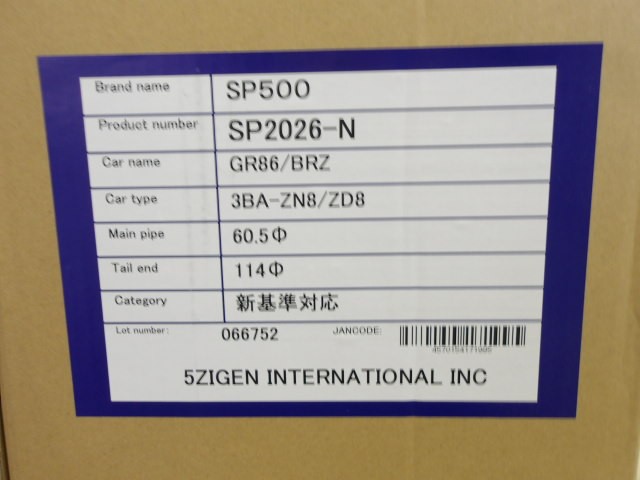 Brand name SP500
Product number SP2026-N
Car name GR86/BRZ
Car type 3BA-ZN8/ZD8
Main pipe 60.5Φ
Tail end 114Φ
Category 新基準対応
Lot number: 066752 JANCODE:
5ZIGEN INTERNATIONAL INC